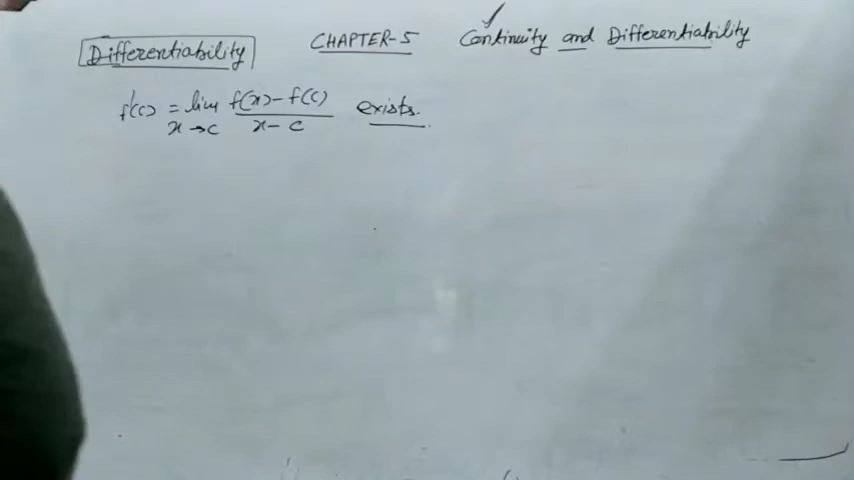 Differentiability CHAPTER-5 Continuity and Differentiability
f'(c) = lim f(x)-f(c) exists.
x→c x-c